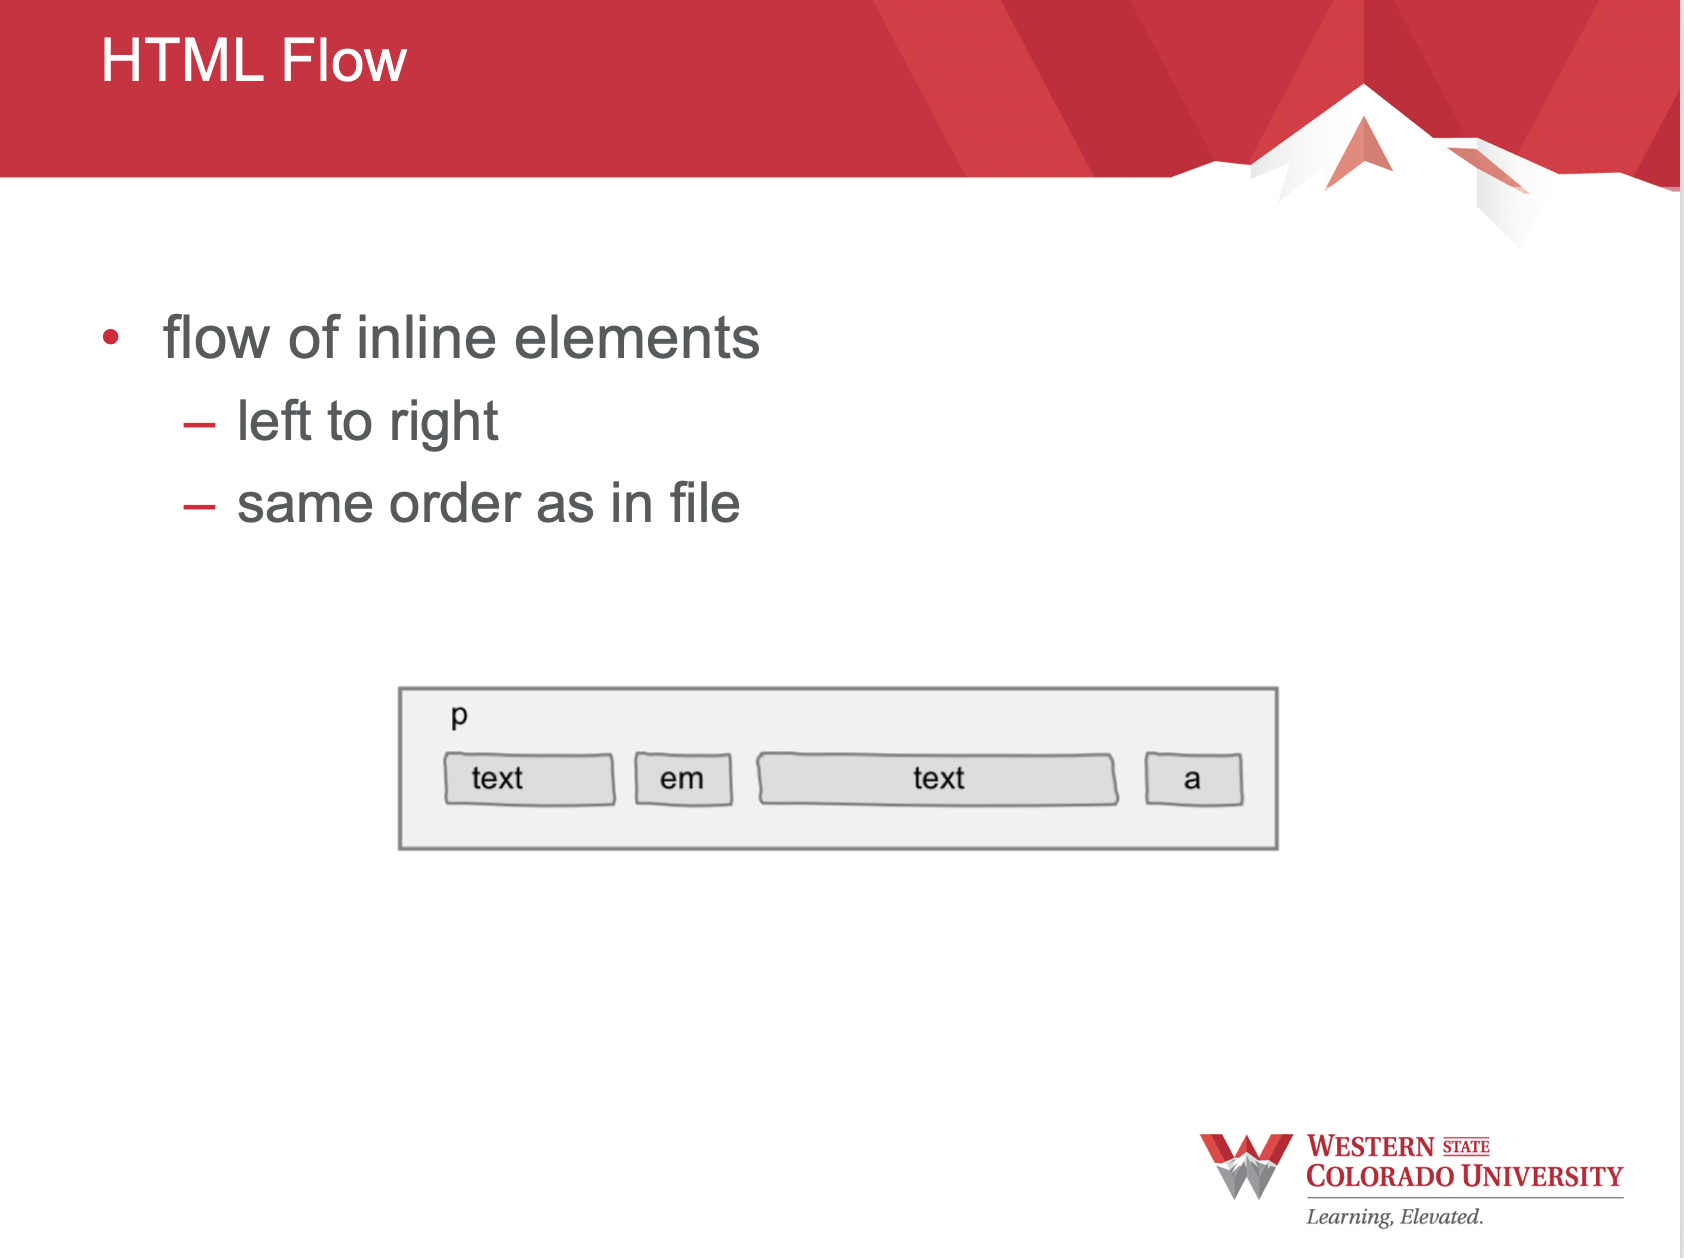 HTML Flow
• flow of inline elements
– left to right
– same order as in file
p
text em text a
WESTERN STATE
COLORADO UNIVERSITY
Learning, Elevated.